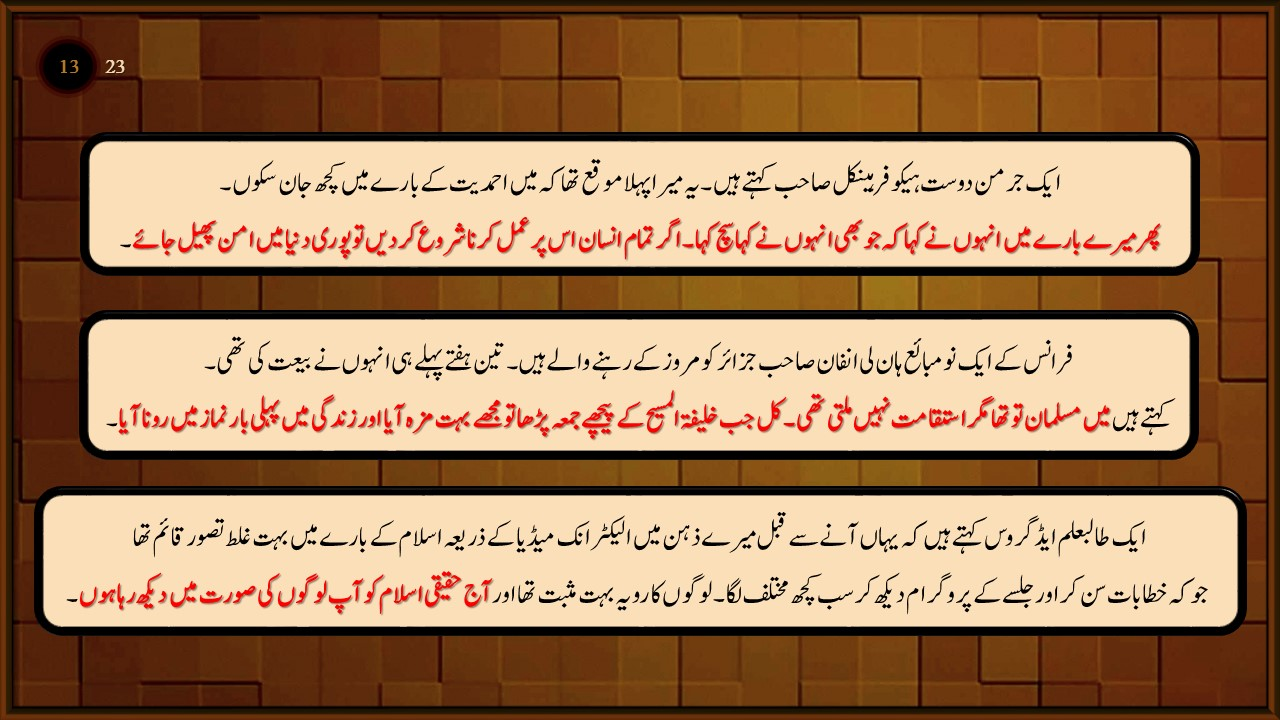 13 23
ایک جرمن دوست ہیکو فرہینکل صاحب کہتے ہیں۔ یہ میرا پہلا موقع تھا کہ میں احمدیت کے بارے میں کچھ جان سکوں۔
پھر میرے بارے میں انہوں نے کہا کہ جو بھی انہوں نے کہا سچ کہا۔ اگر تمام انسان اس پر عمل کرنا شروع کر دیں تو پوری دنیا میں امن پھیل جائے۔
فرانس کے ایک نو مبائع ہان لی انفان صاحب جزائر کو مروز کے رہنے والے ہیں۔ تین ہفتے پہلے ہی انہوں نے بیعت کی تھی۔
کہتے ہیں میں مسلمان تو تھا مگر استقامت نہیں ملتی تھی۔ کل جب خلیفۃ المسیح کے پیچھے جمعہ پڑھا تو مجھے بہت مزہ آیا اور زندگی میں پہلی بار نماز میں رونا آیا۔
ایک طالبعلم ایڈ گروس کہتے ہیں کہ یہاں آنے سے قبل میرے ذہن میں الیکٹرانک میڈیا کے ذریعہ اسلام کے بارے میں بہت غلط تصور قائم تھا
جو کہ خطابات سن کر اور جلسے کے پروگرام دیکھ کر سب کچھ مختلف لگا۔ لوگوں کا رویہ بہت مثبت تھا اور آج حقیقی اسلام کو آپ لوگوں کی صورت میں دیکھ رہا ہوں۔